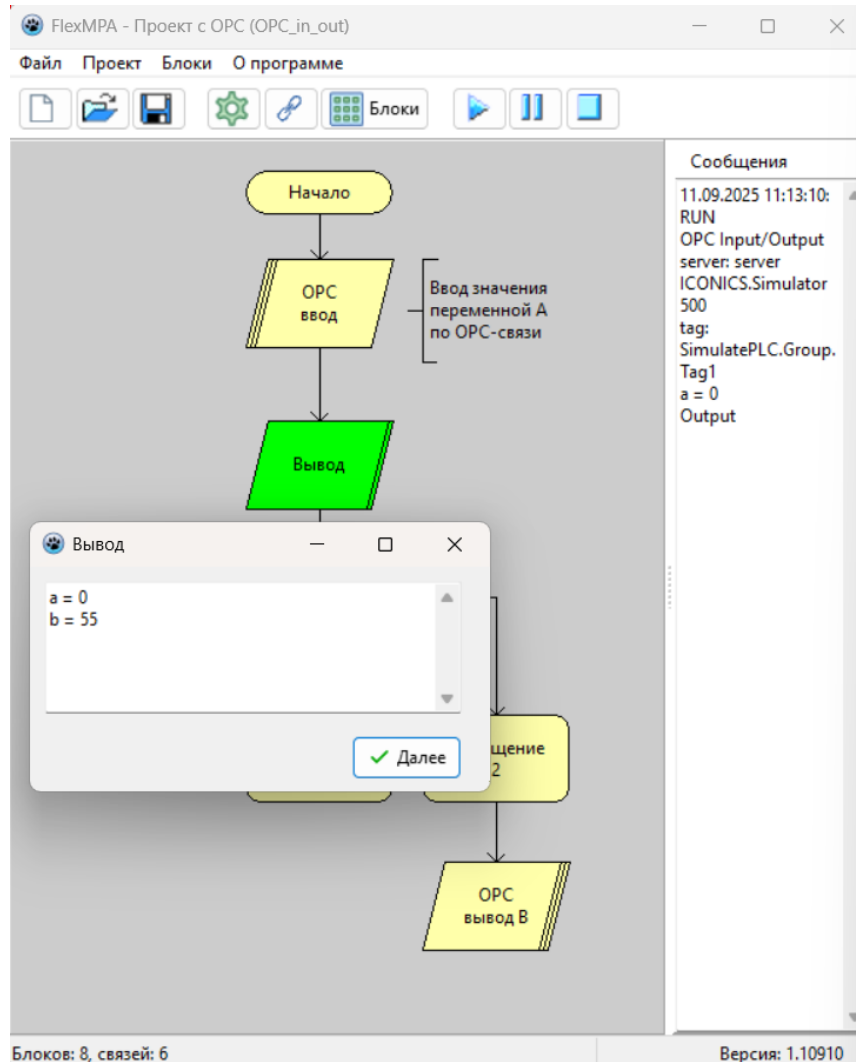 FlexMPA - Проект с OPC (OPC_in_out)
Файл Проект Блоки О программе
Блоки
Начало
OPC
ввод
Ввод значения
переменной А
по OPC-связи
Вывод
Вывод
a = 0
b = 55
Далее
щение
2
OPC
вывод B
Сообщения
11.09.2025 11:13:10:
RUN
OPC Input/Output
server: server
ICONICS.Simulator
500
tag:
SimulatePLC.Group.
Tag1
a = 0
Output
Блоков: 8, связей: 6
Версия: 1.10910